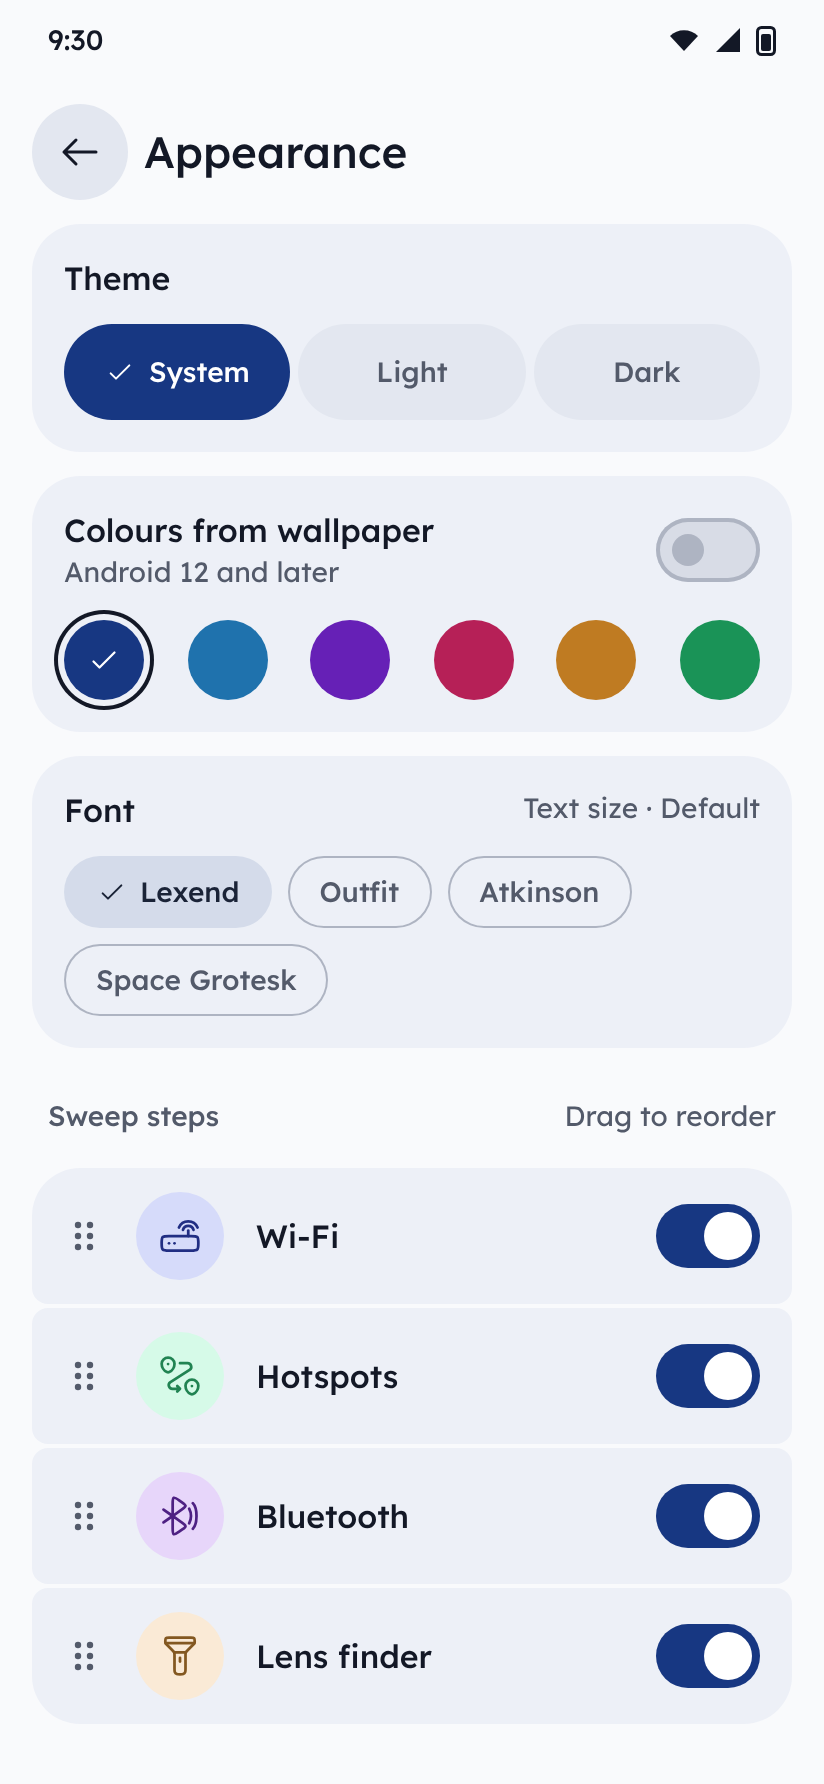 9:30
Appearance
Theme
System Light Dark
Colours from wallpaper
Android 12 and later
Font Text size · Default
Lexend Outfit Atkinson
Space Grotesk
Sweep steps Drag to reorder
Wi-Fi
Hotspots
Bluetooth
Lens finder